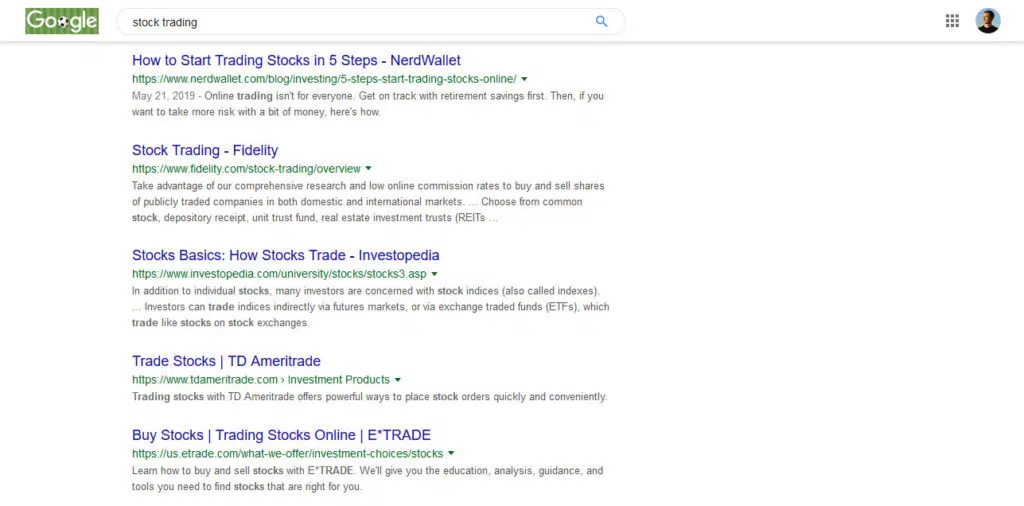 Google
stock trading
How to Start Trading Stocks in 5 Steps - NerdWallet
https://www.nerdwallet.com/blog/investing/5-steps-start-trading-stocks-online/
May 21, 2019 - Online trading isn't for everyone. Get on track with retirement savings first. Then, if you
want to take more risk with a bit of money, here's how.
Stock Trading - Fidelity
https://www.fidelity.com/stock-trading/overview
Take advantage of our comprehensive research and low online commission rates to buy and sell shares
of publicly traded companies in both domestic and international markets. ... Choose from common
stock, depository receipt, unit trust fund, real estate investment trusts (REITs ...
Stocks Basics: How Stocks Trade - Investopedia
https://www.investopedia.com/university/stocks/stocks3.asp
In addition to individual stocks, many investors are concerned with stock indices (also called indexes).
... Investors can trade indices indirectly via futures markets, or via exchange traded funds (ETFs), which
trade like stocks on stock exchanges.
Trade Stocks | TD Ameritrade
https://www.tdameritrade.com › Investment Products
Trading stocks with TD Ameritrade offers powerful ways to place stock orders quickly and conveniently.
Buy Stocks | Trading Stocks Online | E*TRADE
https://us.etrade.com/what-we-offer/investment-choices/stocks
Learn how to buy and sell stocks with E*TRADE. We'll give you the education, analysis, guidance, and
tools you need to find stocks that are right for you.